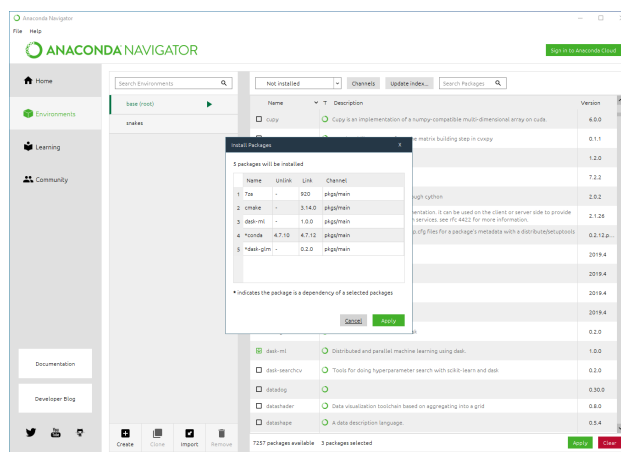 Anaconda Navigator
File Help
ANACONDA NAVIGATOR
Sign in to Anaconda Cloud
Home
Environments
Learning
Community
Documentation
Developer Blog
Search Environments
base (root)
snakes
Create Clone Import Remove
Not installed Channels Update index... Search Packages
Name T Description Version
cupy Cupy is an implementation of a numpy-compatible multi-dimensional array on cuda. 6.0.0
e matrix building step in cvxpy 0.1.1
1.2.0
7.2.2
ough cython 2.0.2
mentation. it can be used on the client or server side to provide
services, see rfc 4422 for more information. 2.1.26
p.cfg files for a package's metadata with a distribute/setuptools 0.2.12.p...
2019.4
2019.4
2019.4
2019.4
0.2.0
dask-ml Distributed and parallel machine learning using dask. 1.0.0
dask-searchcv Tools for doing hyperparameter search with scikit-learn and dask 0.2.0
datadog 0.30.0
datashader Data visualization toolchain based on aggregating into a grid 0.8.0
datashape A data description language. 0.5.4
7257 packages available 3 packages selected
Apply Clear
Install Packages X
5 packages will be installed
Name Unlink Link Channel
1 7os - 920 pkgs/main
2 cmake - 3.14.0 pkgs/main
3 dask-ml - 1.0.0 pkgs/main
4 *conda 4.7.10 4.7.12 pkgs/main
5 *dask-glm - 0.2.0 pkgs/main
* indicates the package is a dependency of a selected packages
Cancel Apply